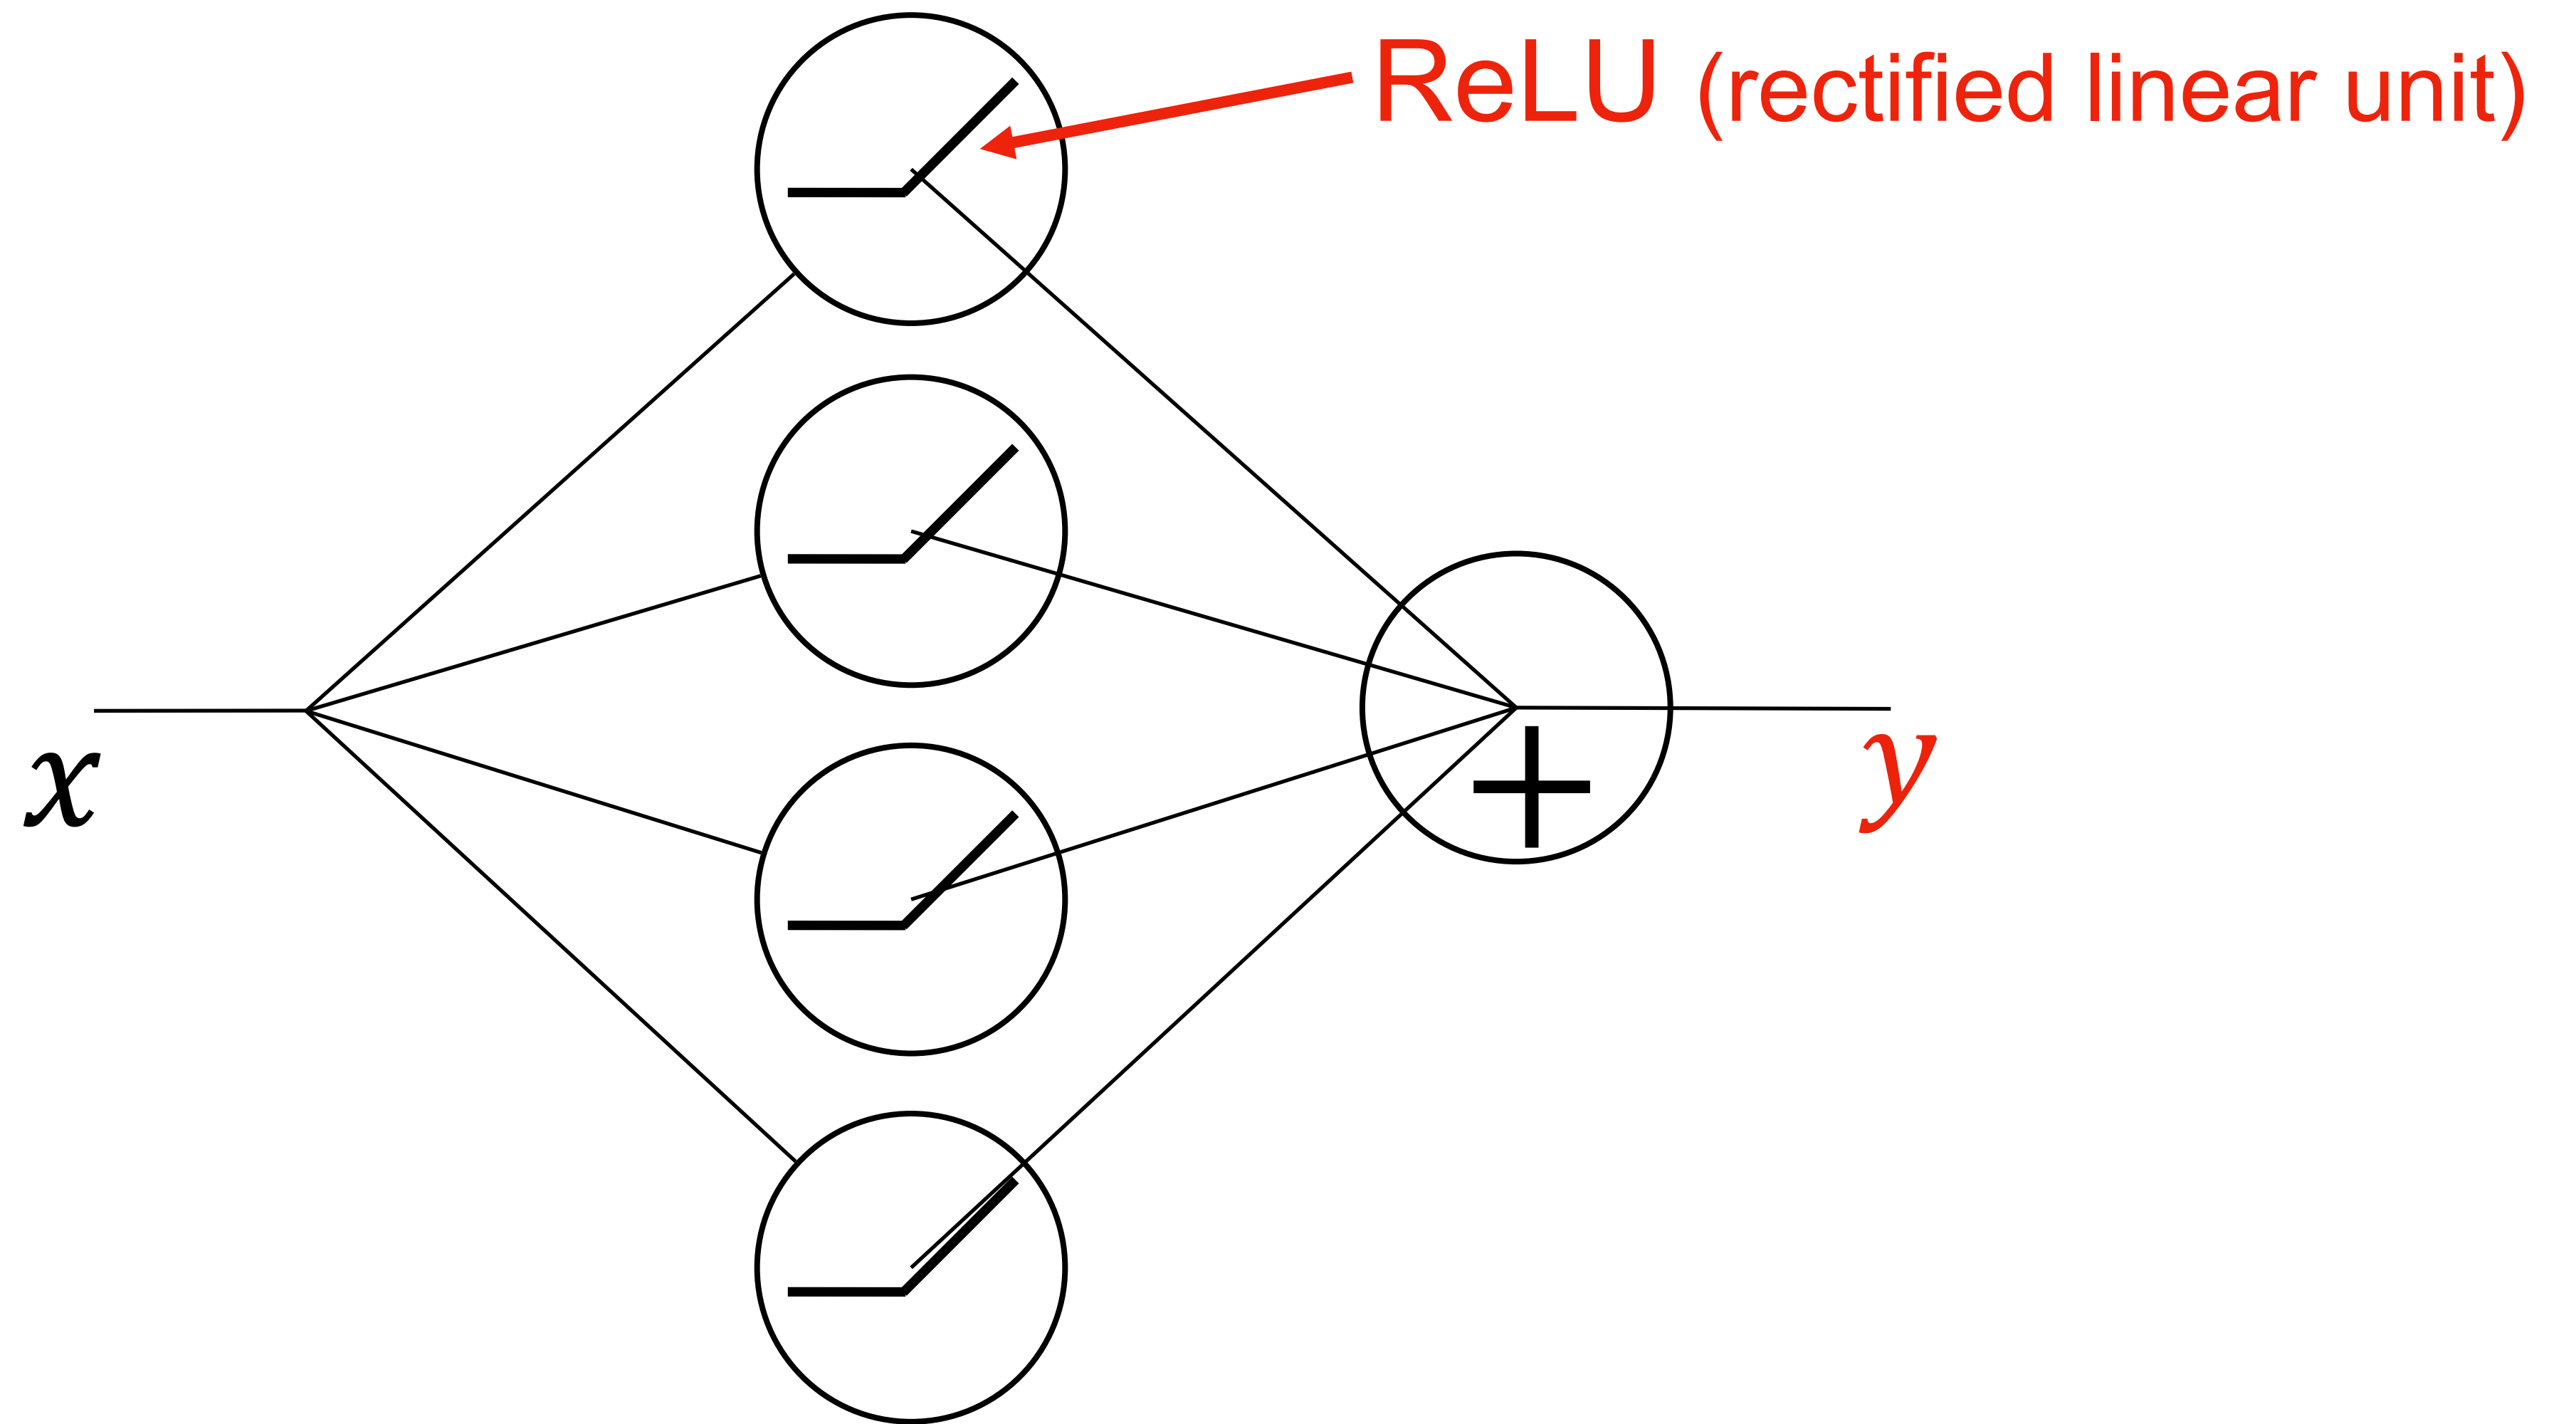 ReLU (rectified linear unit)
x
y
+